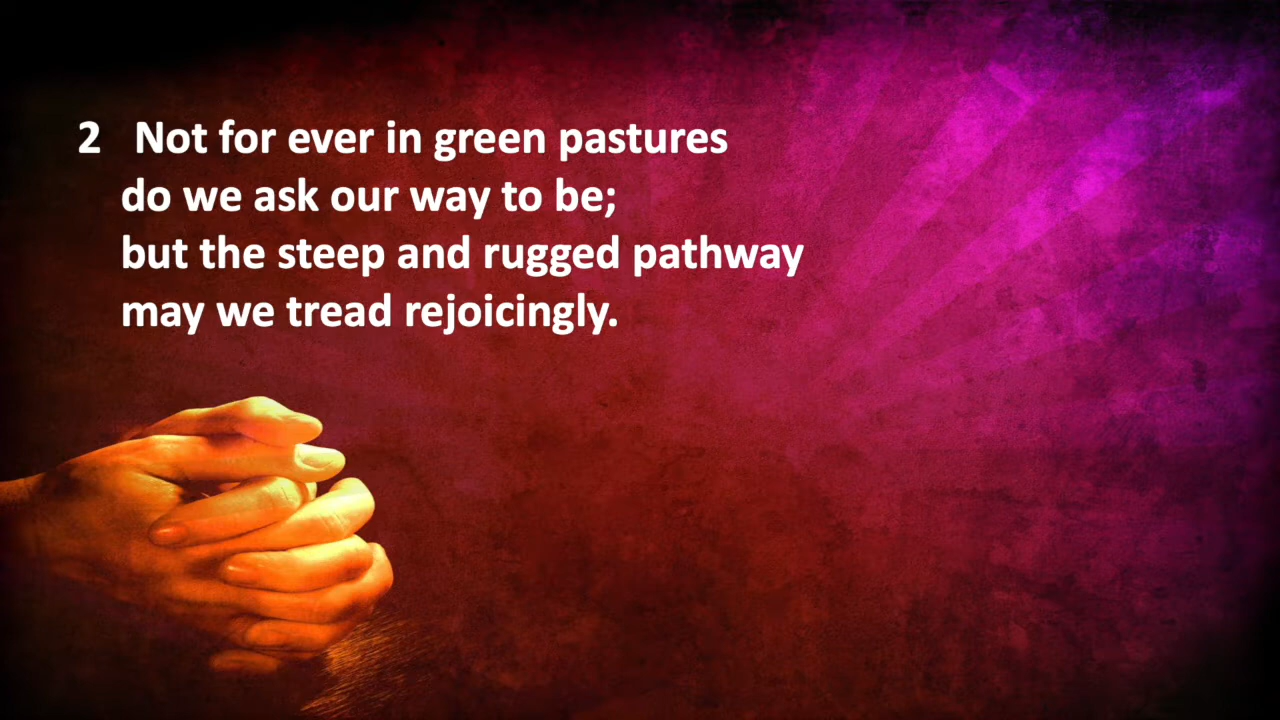 2 Not for ever in green pastures
do we ask our way to be;
but the steep and rugged pathway
may we tread rejoicingly.